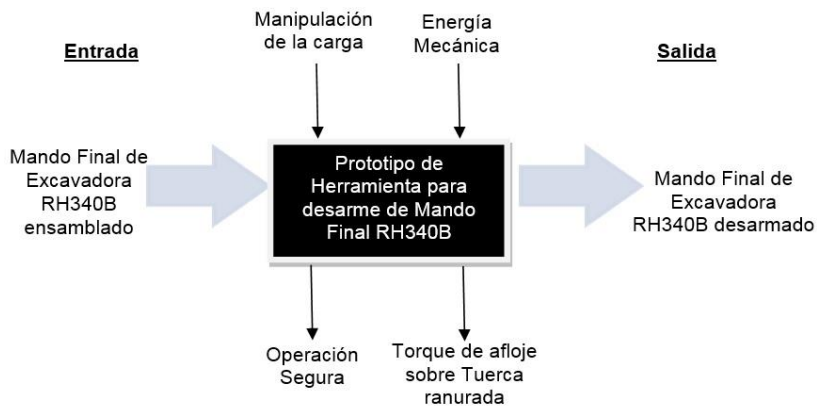 Manipulación
de la carga
Energía
Mecánica
Entrada
Salida
Mando Final de
Excavadora
RH340B
ensamblado
Prototipo de
Herramienta para
desarme de Mando
Final RH340B
Mando Final de
Excavadora
RH340B desarmado
Operación
Segura
Torque de afloje
sobre Tuerca
ranurada